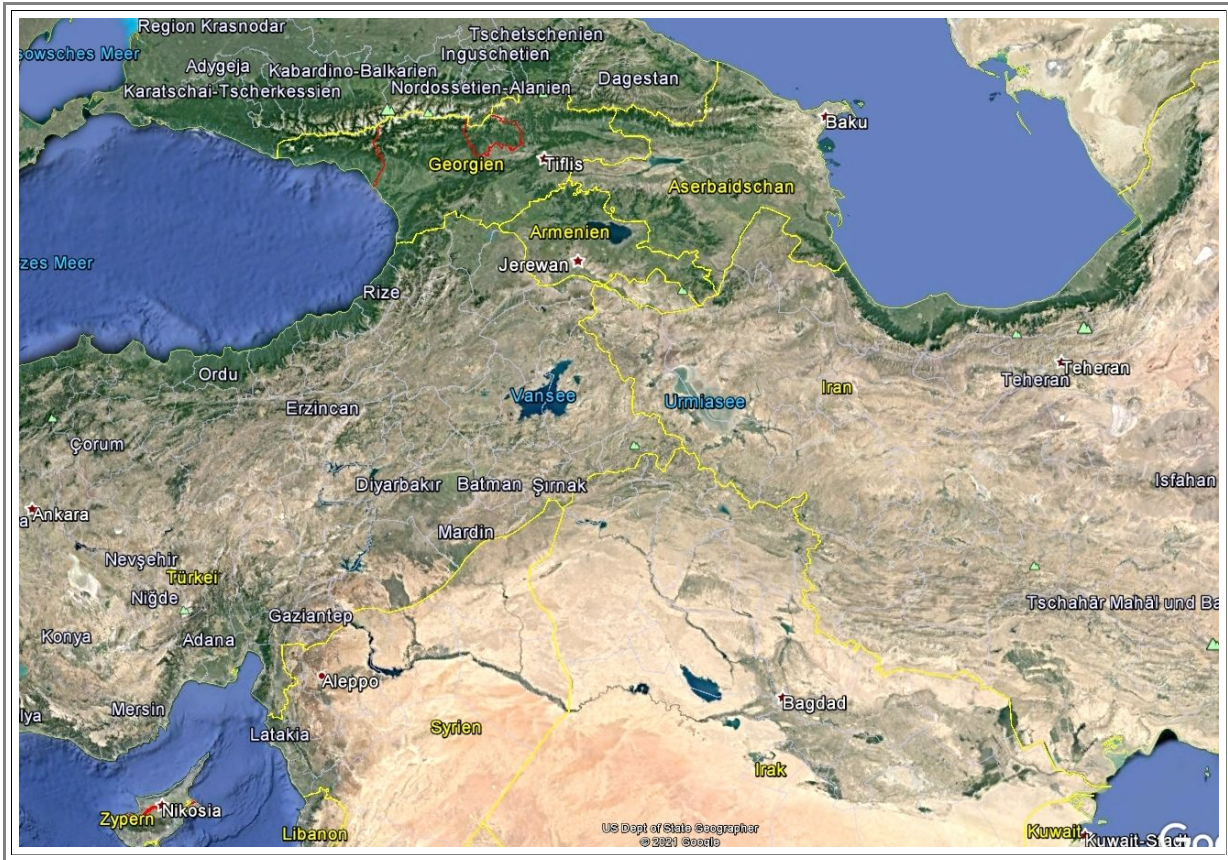 Region Krasnodar
Tschetschenien
sowsches Meer
Inguschetien
Adygeja
Kabardino-Balkarien
Dagestan
Karatschai-Tscherkessien
Nordossetien-Alanien
Baku
Georgien
Tiflis
Aserbaidschan
Armenien
zes Meer
Jerewan
Rize
Teheran
Ordu
Teheran
Vansee
Urmiasee
Iran
Erzincan
Çorum
Isfahan
Diyarbakır
Batman
Şırnak
a
Ankara
Mardin
Nevşehir
Türkei
Niğde
Tschahār Mahāl und Ba
Gaziantep
Konya
Adana
Aleppo
Bagdad
Mersin
lya
Syrien
Latakia
Irak
Nikosia
Zypern
US Dept of State Geographer
© 2021 Google
Libanon
Kuwait
Kuwait-Stadt
Goo